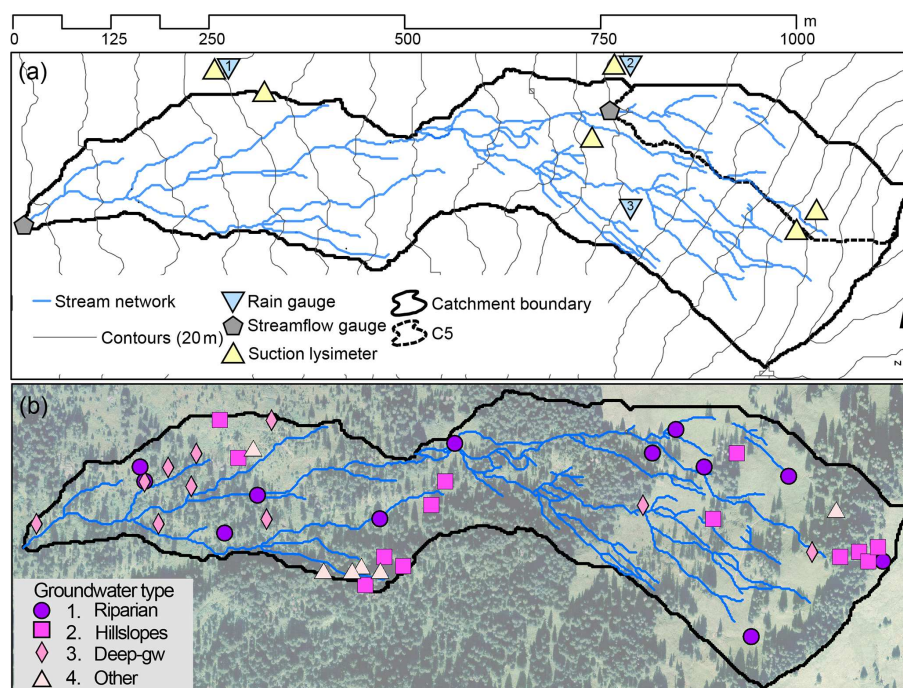 m
0 125 250 500 750 1000
(a)
1
2
3
Stream network
Contours (20 m)
Rain gauge
Streamflow gauge
Suction lysimeter
Catchment boundary
C5
z
(b)
Groundwater type
1. Riparian
2. Hillslopes
3. Deep-gw
4. Other